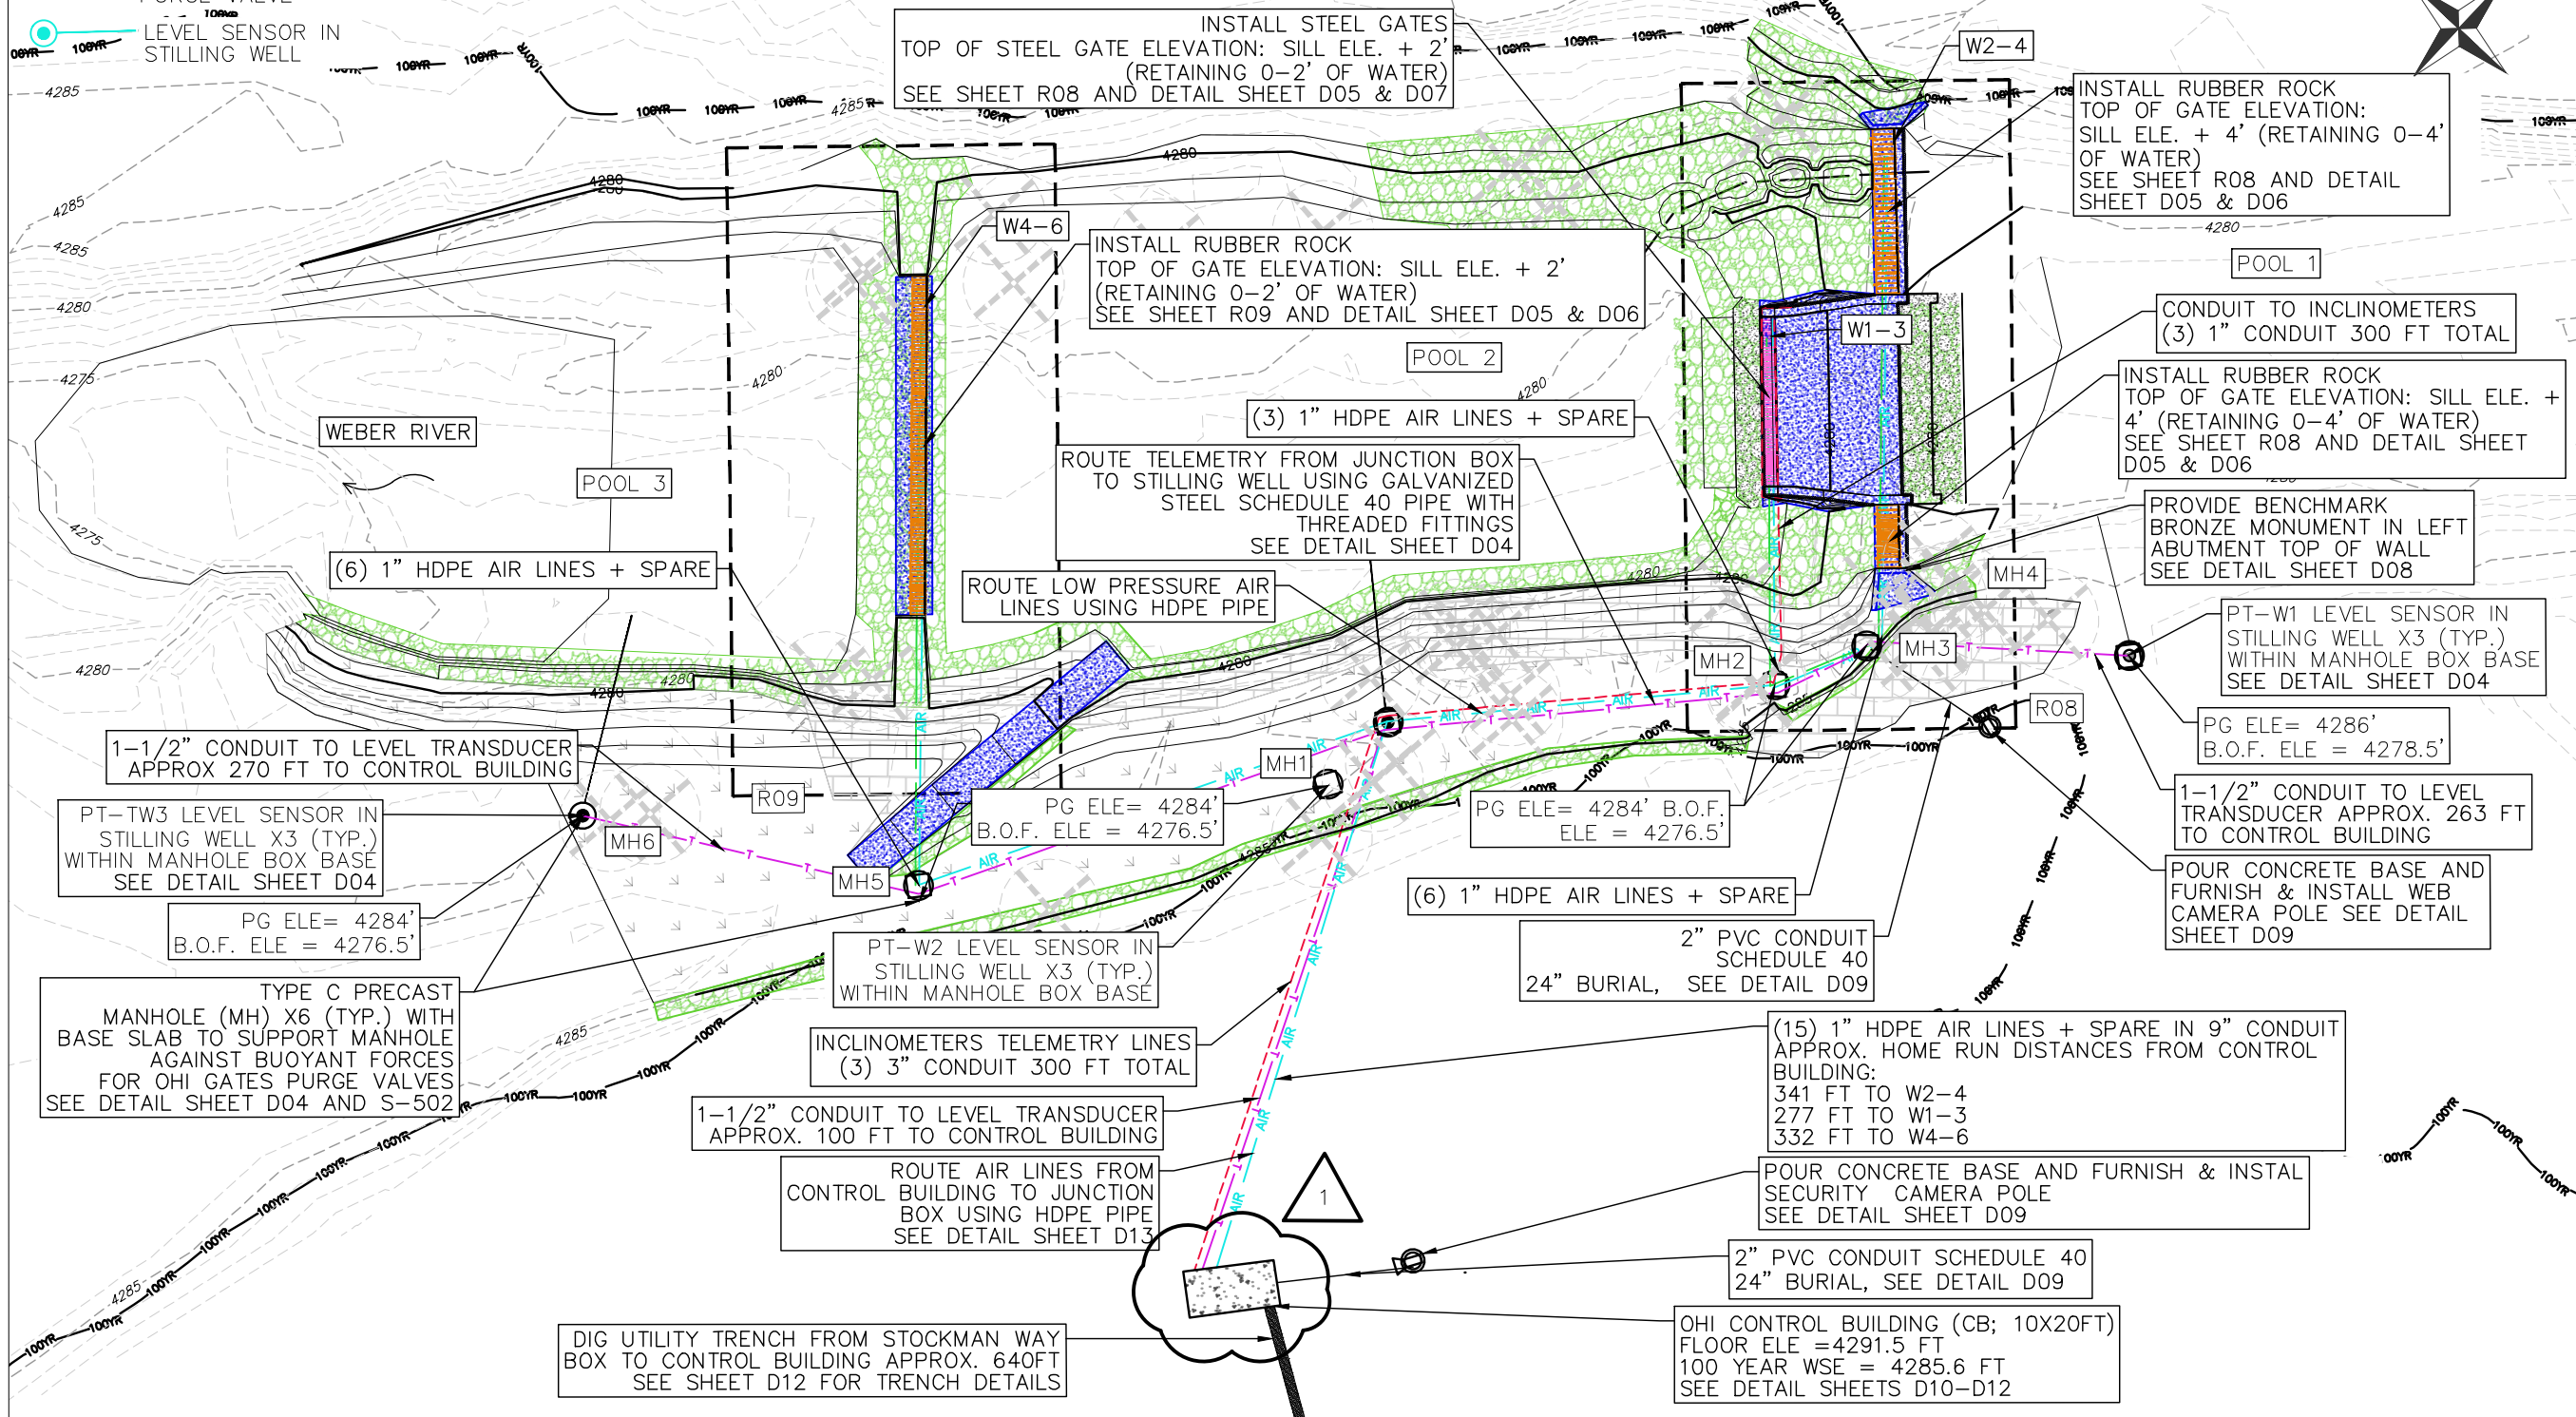 LEVEL SENSOR IN
STILLING WELL
INSTALL STEEL GATES
TOP OF STEEL GATE ELEVATION: SILL ELE. + 2'
(RETAINING 0-2' OF WATER)
SEE SHEET R08 AND DETAIL SHEET D05 & D07
W2-4
INSTALL RUBBER ROCK
TOP OF GATE ELEVATION:
SILL ELE. + 4' (RETAINING 0-4'
OF WATER)
SEE SHEET R08 AND DETAIL
SHEET D05 & D06
W4-6
INSTALL RUBBER ROCK
TOP OF GATE ELEVATION: SILL ELE. + 2'
(RETAINING 0-2' OF WATER)
SEE SHEET R09 AND DETAIL SHEET D05 & D06
POOL 1
POOL 2
W1-3
CONDUIT TO INCLINOMETERS
(3) 1" CONDUIT 300 FT TOTAL
INSTALL RUBBER ROCK
TOP OF GATE ELEVATION: SILL ELE. +
4' (RETAINING 0-4' OF WATER)
SEE SHEET R08 AND DETAIL SHEET
D05 & D06
WEBER RIVER
POOL 3
(3) 1" HDPE AIR LINES + SPARE
ROUTE TELEMETRY FROM JUNCTION BOX
TO STILLING WELL USING GALVANIZED
STEEL SCHEDULE 40 PIPE WITH
THREADED FITTINGS
SEE DETAIL SHEET D04
PROVIDE BENCHMARK
BRONZE MONUMENT IN LEFT
ABUTMENT TOP OF WALL
SEE DETAIL SHEET D08
(6) 1" HDPE AIR LINES + SPARE
ROUTE LOW PRESSURE AIR
LINES USING HDPE PIPE
MH4
MH2
MH3
PT-W1 LEVEL SENSOR IN
STILLING WELL X3 (TYP.)
WITHIN MANHOLE BOX BASE
SEE DETAIL SHEET D04
R08
PG ELE= 4286'
B.O.F. ELE = 4278.5'
1-1/2" CONDUIT TO LEVEL TRANSDUCER
APPROX 270 FT TO CONTROL BUILDING
MH1
R09
PG ELE= 4284'
B.O.F. ELE = 4276.5'
PG ELE= 4284' B.O.F.
ELE = 4276.5'
1-1/2" CONDUIT TO LEVEL
TRANSDUCER APPROX. 263 FT
TO CONTROL BUILDING
PT-TW3 LEVEL SENSOR IN
STILLING WELL X3 (TYP.)
WITHIN MANHOLE BOX BASE
SEE DETAIL SHEET D04
MH6
MH5
(6) 1" HDPE AIR LINES + SPARE
POUR CONCRETE BASE AND
FURNISH & INSTALL WEB
CAMERA POLE SEE DETAIL
SHEET D09
PG ELE= 4284'
B.O.F. ELE = 4276.5'
PT-W2 LEVEL SENSOR IN
STILLING WELL X3 (TYP.)
WITHIN MANHOLE BOX BASE
2" PVC CONDUIT
SCHEDULE 40
24" BURIAL, SEE DETAIL D09
TYPE C PRECAST
MANHOLE (MH) X6 (TYP.) WITH
BASE SLAB TO SUPPORT MANHOLE
AGAINST BUOYANT FORCES
FOR OHI GATES PURGE VALVES
SEE DETAIL SHEET D04 AND S-502
INCLINOMETERS TELEMETRY LINES
(3) 3" CONDUIT 300 FT TOTAL
(15) 1" HDPE AIR LINES + SPARE IN 9" CONDUIT
APPROX. HOME RUN DISTANCES FROM CONTROL
BUILDING:
341 FT TO W2-4
277 FT TO W1-3
332 FT TO W4-6
1-1/2" CONDUIT TO LEVEL TRANSDUCER
APPROX. 100 FT TO CONTROL BUILDING
ROUTE AIR LINES FROM
CONTROL BUILDING TO JUNCTION
BOX USING HDPE PIPE
SEE DETAIL SHEET D13
1
POUR CONCRETE BASE AND FURNISH & INSTAL
SECURITY CAMERA POLE
SEE DETAIL SHEET D09
2" PVC CONDUIT SCHEDULE 40
24" BURIAL, SEE DETAIL D09
DIG UTILITY TRENCH FROM STOCKMAN WAY
BOX TO CONTROL BUILDING APPROX. 640FT
SEE SHEET D12 FOR TRENCH DETAILS
OHI CONTROL BUILDING (CB; 10X20FT)
FLOOR ELE =4291.5 FT
100 YEAR WSE = 4285.6 FT
SEE DETAIL SHEETS D10-D12